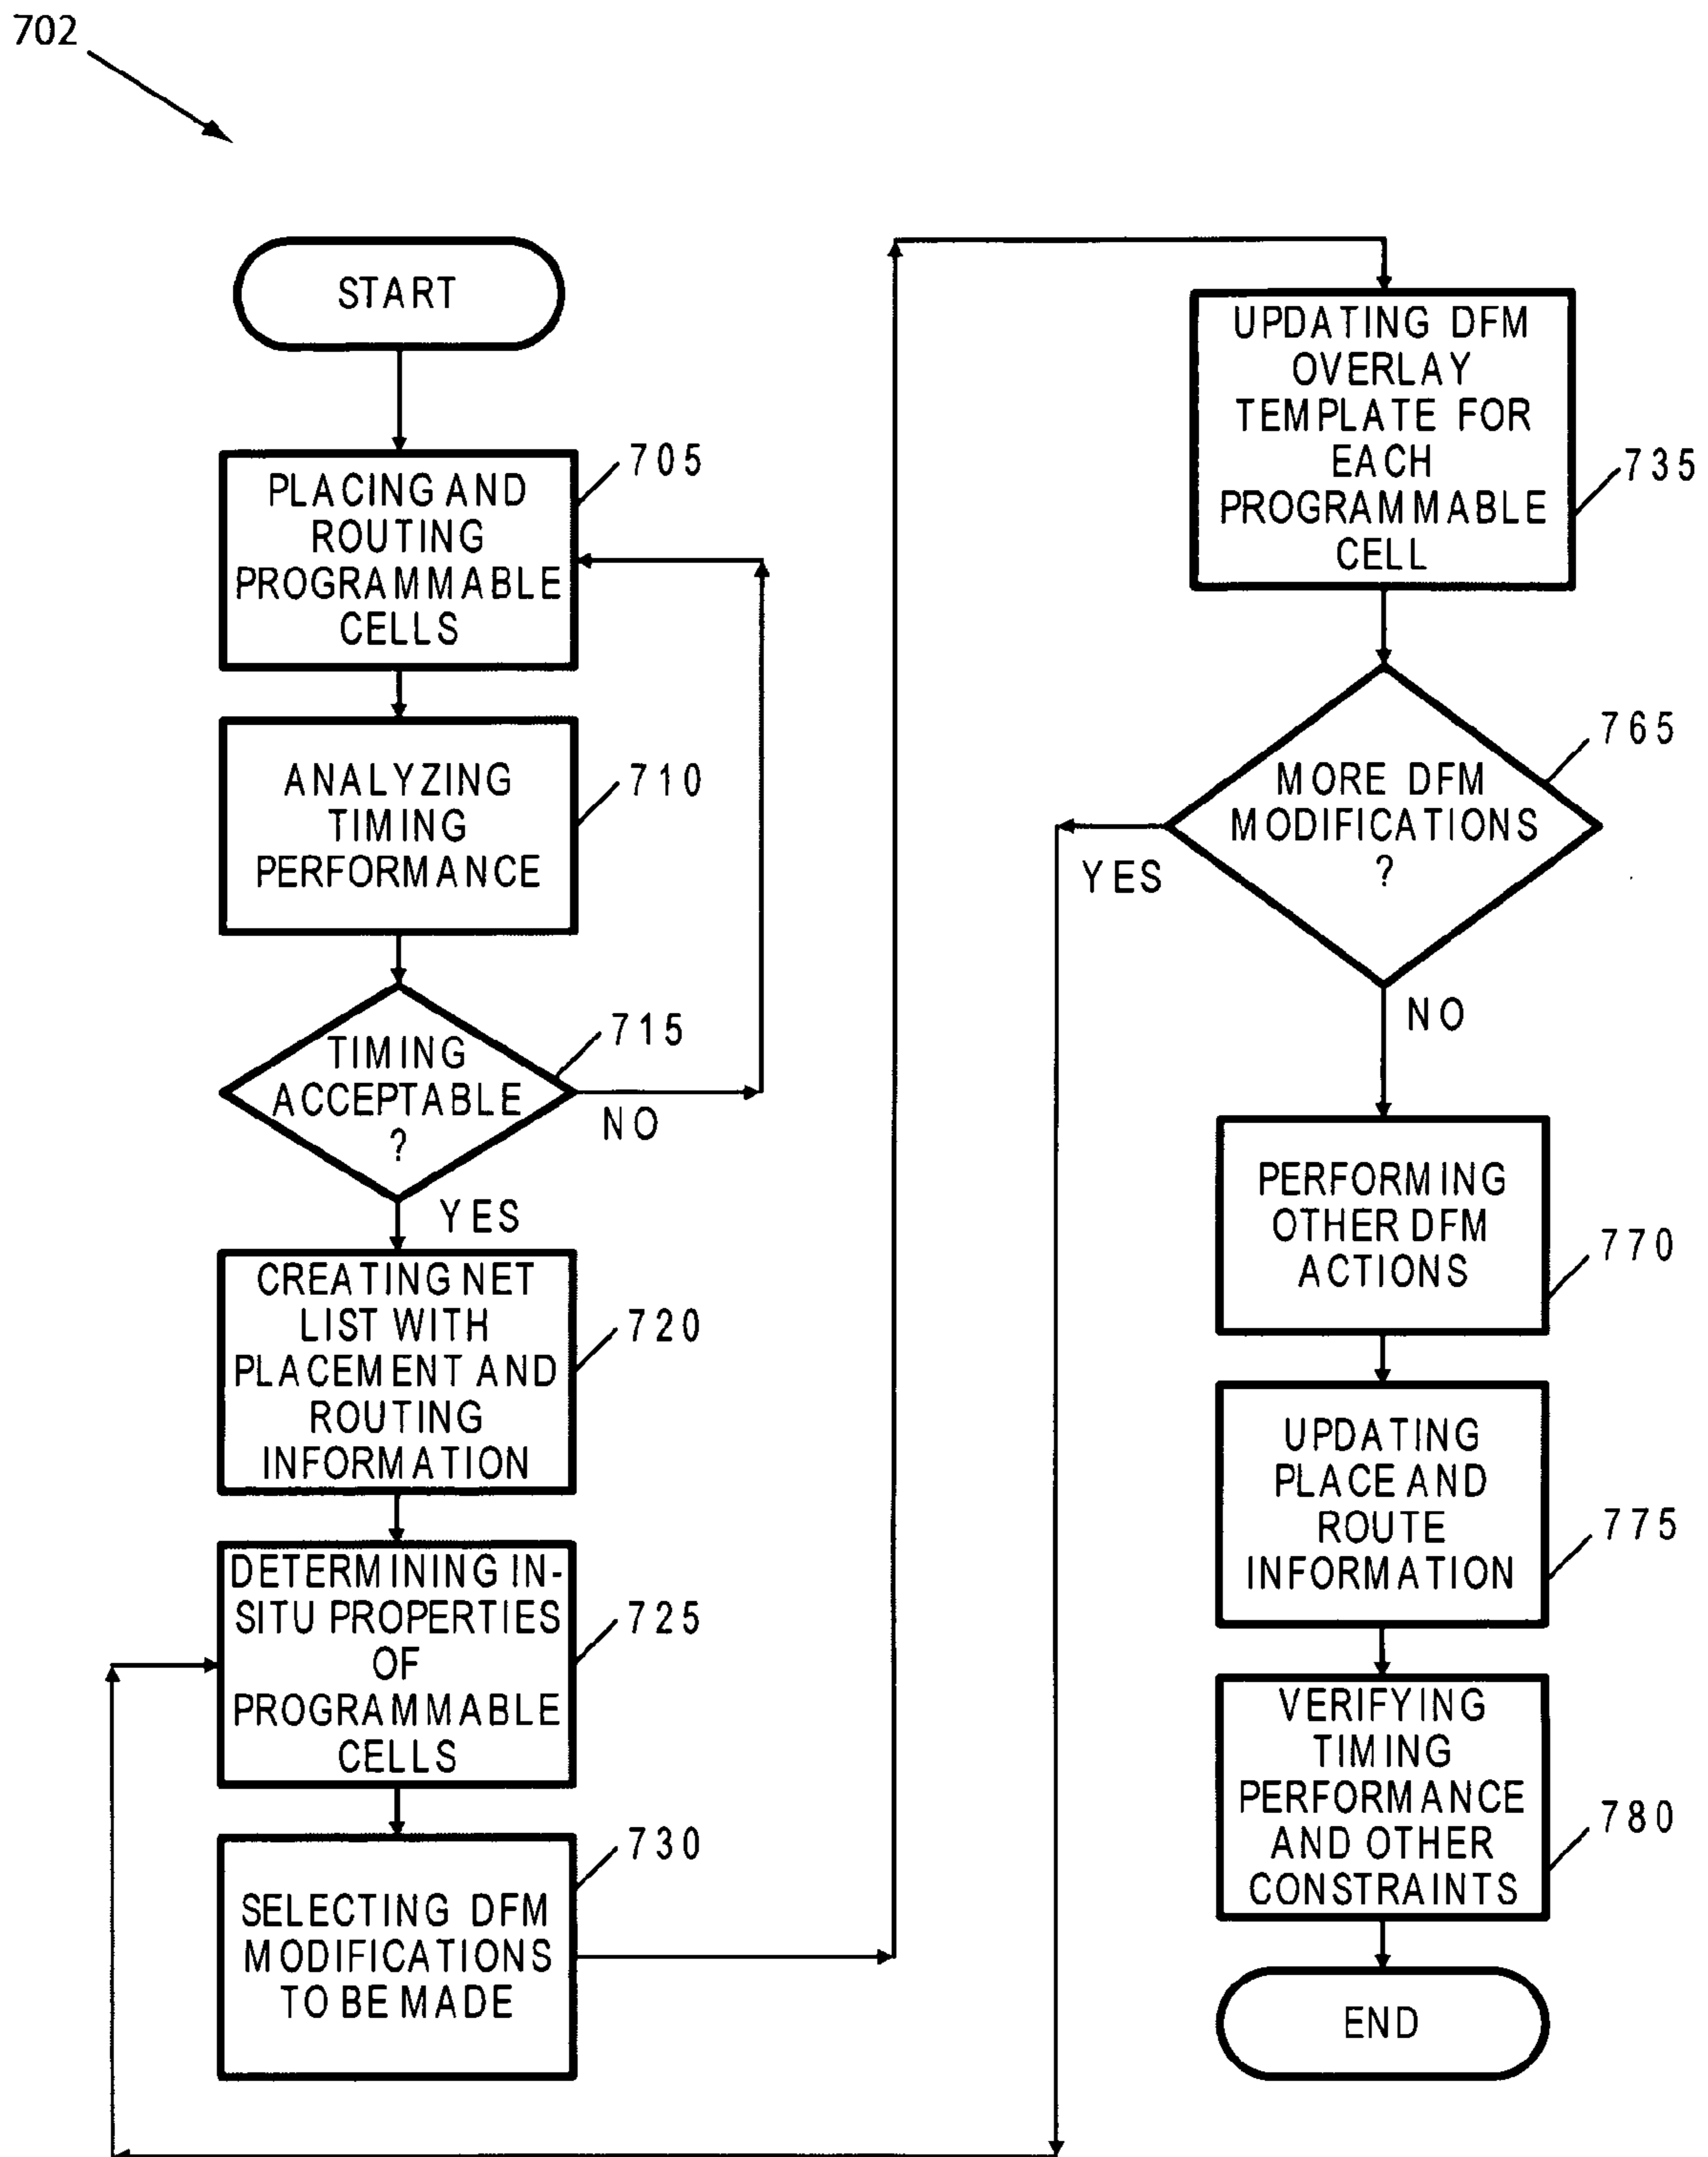 702
START
705
PLACING AND
ROUTING
PROGRAMMABLE
CELLS
710
ANALYZING
TIMING
PERFORMANCE
715
TIMING
ACCEPTABLE
?
NO
YES
720
CREATING NET
LIST WITH
PLACEMENT AND
ROUTING
INFORMATION
725
DETERMINING IN-
SITU PROPERTIES
OF
PROGRAMMABLE
CELLS
730
SELECTING DFM
MODIFICATIONS
TO BE MADE
735
UPDATING DFM
OVERLAY
TEMPLATE FOR
EACH
PROGRAMMABLE
CELL
765
MORE DFM
MODIFICATIONS
?
YES
NO
770
PERFORMING
OTHER DFM
ACTIONS
775
UPDATING
PLACE AND
ROUTE
INFORMATION
780
VERIFYING
TIMING
PERFORMANCE
AND OTHER
CONSTRAINTS
END